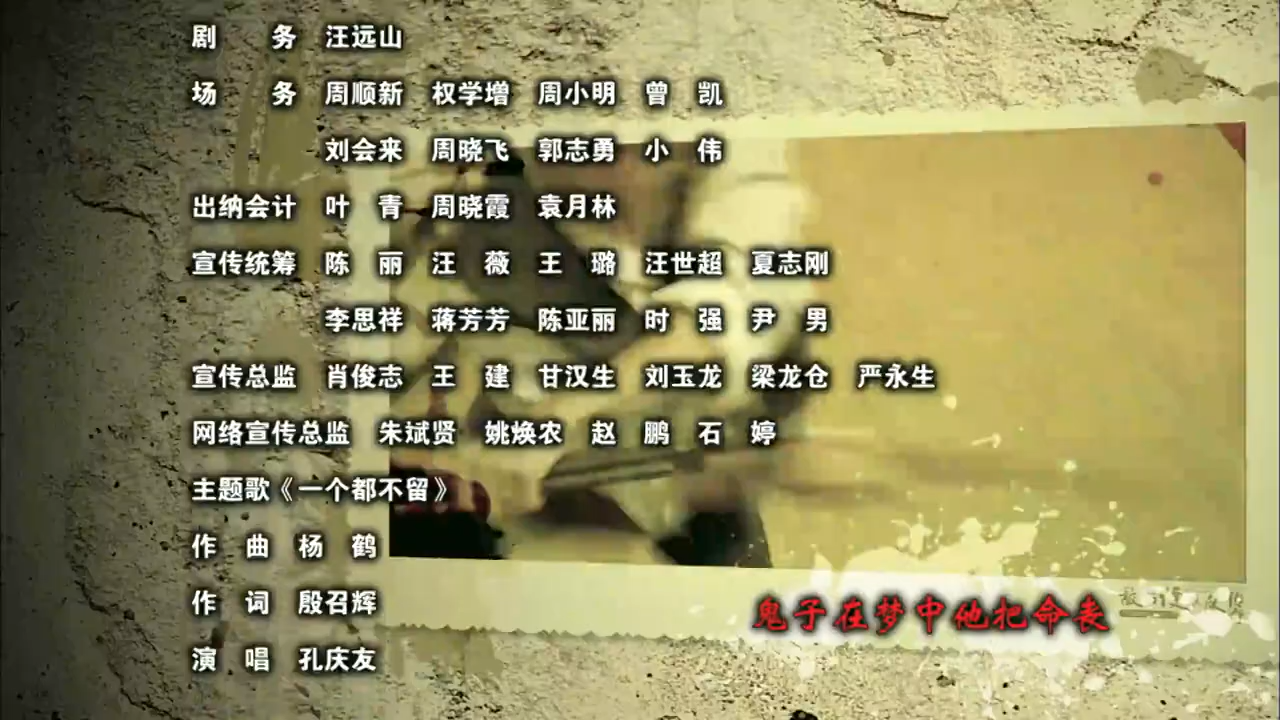 剧 务 汪远山
场 务 周顺新 权学增 周小明 曾 凯
刘会来 周晓飞 郭志勇 小 伟
出纳会计 叶 青 周晓霞 袁月林
宣传统筹 陈 丽 汪 薇 王 璐 汪世超 夏志刚
李思祥 蒋芳芳 陈亚丽 时 强 尹 男
宣传总监 肖俊志 王 建 甘汉生 刘玉龙 梁龙仓 严永生
网络宣传总监 朱斌贤 姚焕农 赵 鹏 石 婷
主题歌《一个都不留》
作 曲 杨 鹤
作 词 殷召辉
演 唱 孔庆友
鬼子在梦中他把命丧